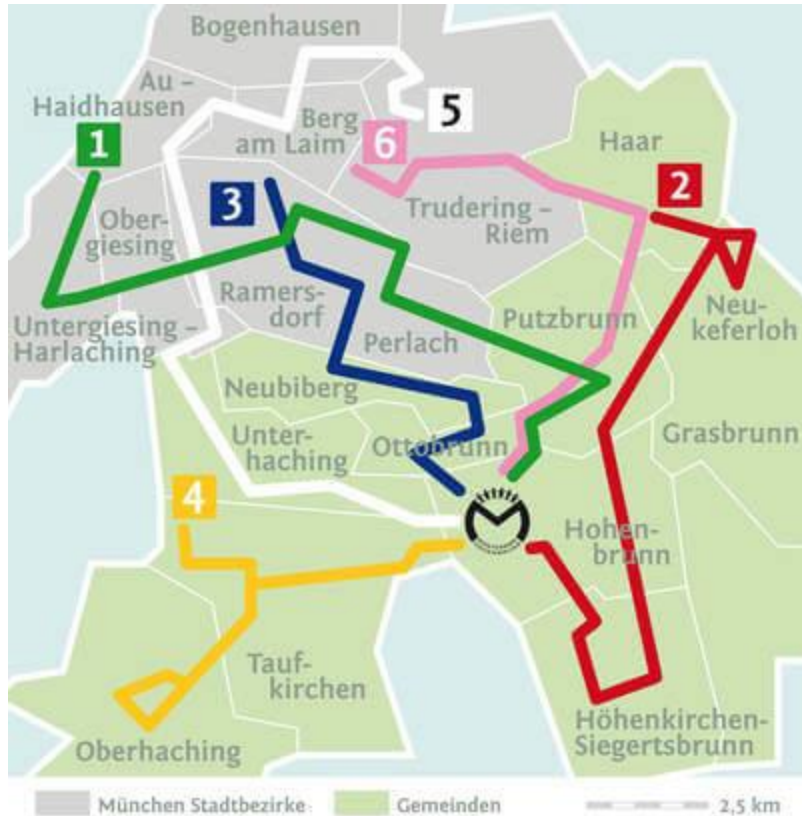 Bogenhausen
Au –
Haidhausen
1
5
Berg
am Laim
6
Haar
3
2
Ober-
giesing
Trudering –
Riem
Ramers-
dorf
Putzbrunn
Neu-
keferloh
Untergiesing –
Harlaching
Perlach
Neubiberg
Unter-
haching
Ottobrunn
Grasbrunn
4
Hohen-
brunn
Tauf-
kirchen
Oberhaching
Höhenkirchen-
Siegertsbrunn
München Stadtbezirke
Gemeinden
2,5 km